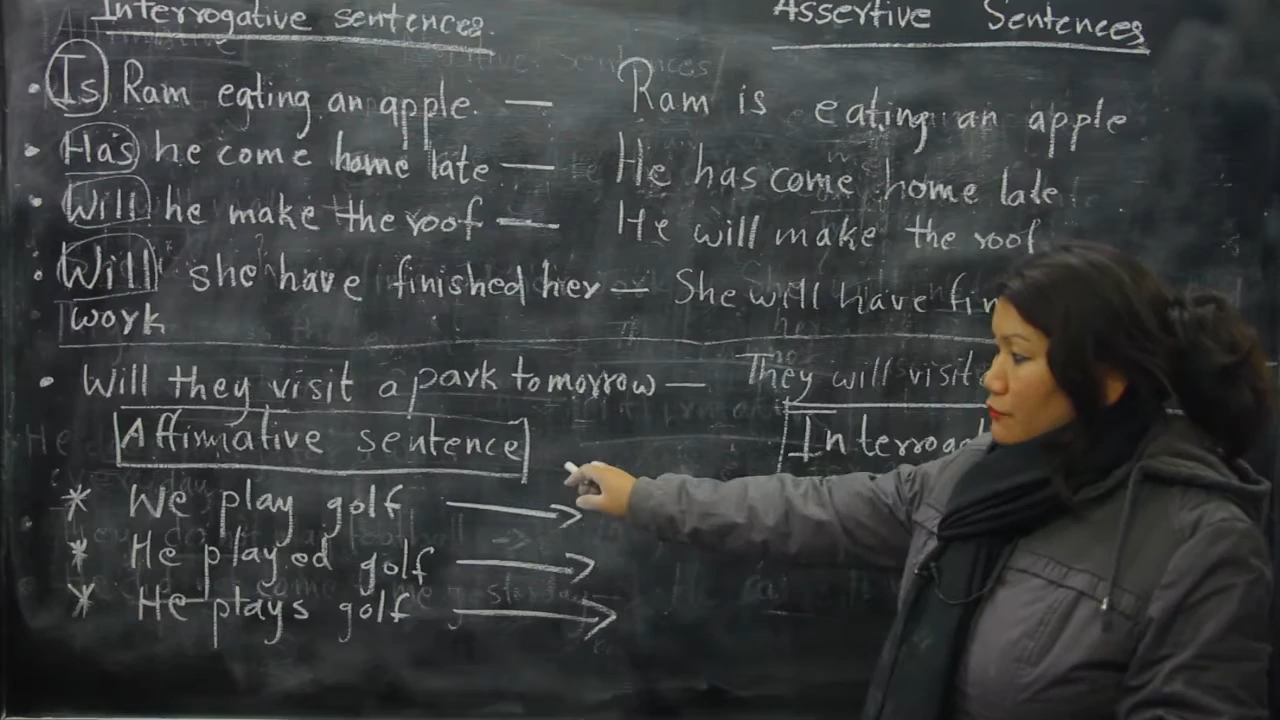 Interrogative sentences. Assertive Sentences
• Is Ram eating an apple. — Ram is eating an apple
• Has he come home late — He has come home late
• Will he make the roof — He will make the roof
• Will she have finished her — She will have fin
work
• Will they visit a park tomorrow — They will visit
Affirmative sentence Interrog
* We play golf →
* He played golf →
* He plays golf →